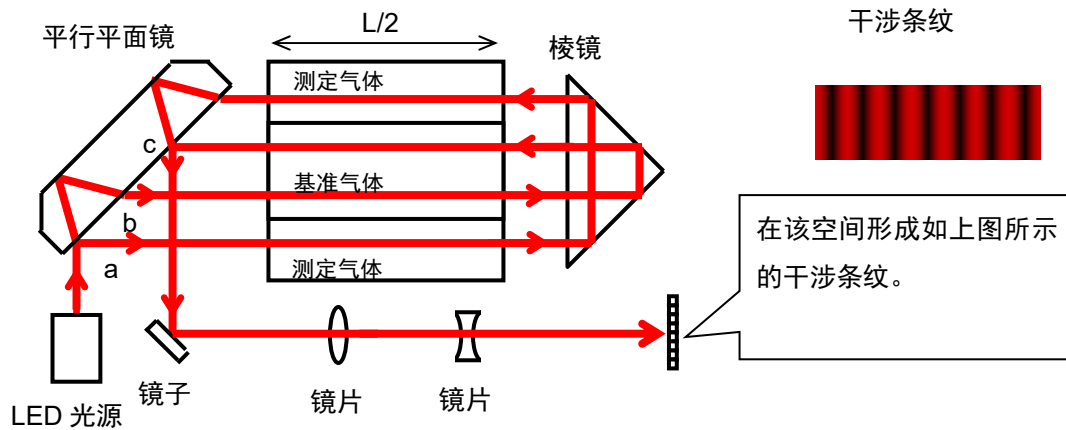 L/2
干涉条纹
平行平面镜
棱镜
测定气体
c
基准气体
b
a
测定气体
在该空间形成如上图所示
的干涉条纹。
镜子
镜片
镜片
LED 光源